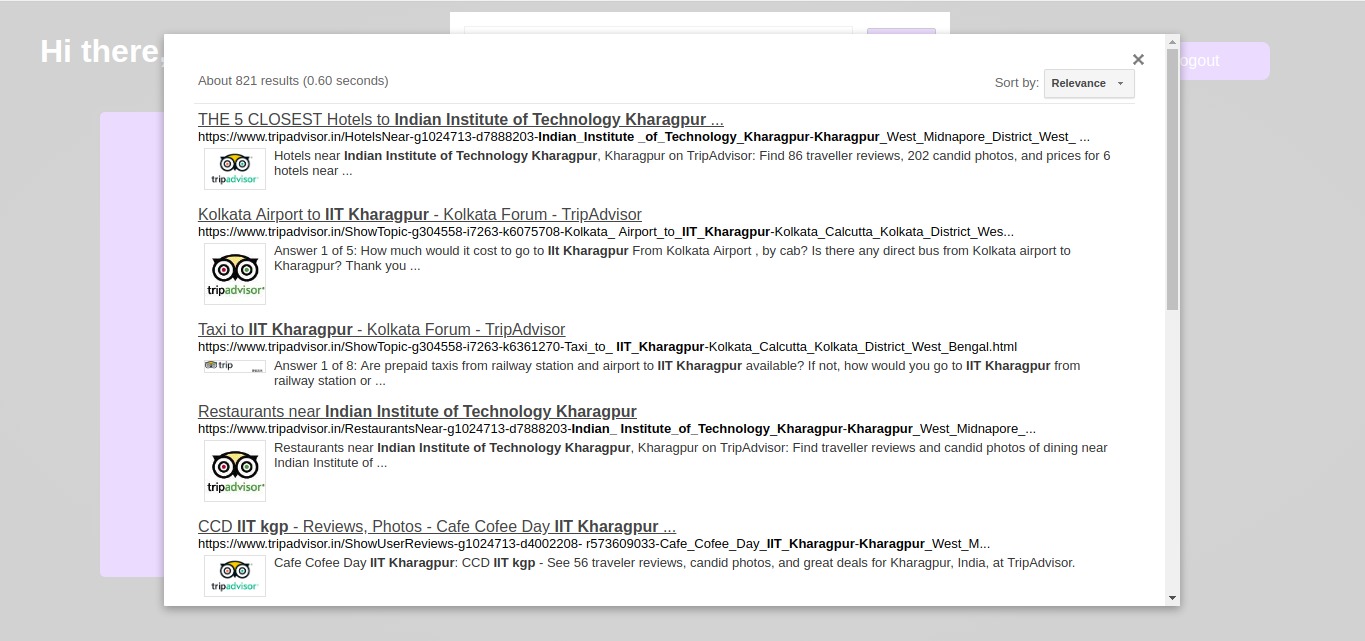 Hi there,
ogout
×
About 821 results (0.60 seconds)
Sort by: Relevance
THE 5 CLOSEST Hotels to Indian Institute of Technology Kharagpur ...
https://www.tripadvisor.in/HotelsNear-g1024713-d7888203-Indian_Institute _of_Technology_Kharagpur-Kharagpur_West_Midnapore_District_West_ ...
tripadvisor
Hotels near Indian Institute of Technology Kharagpur, Kharagpur on TripAdvisor: Find 86 traveller reviews, 202 candid photos, and prices for 6
hotels near ...
Kolkata Airport to IIT Kharagpur - Kolkata Forum - TripAdvisor
https://www.tripadvisor.in/ShowTopic-g304558-i7263-k6075708-Kolkata_ Airport_to_IIT_Kharagpur-Kolkata_Calcutta_Kolkata_District_Wes...
tripadvisor
Answer 1 of 5: How much would it cost to go to IIt Kharagpur From Kolkata Airport , by cab? Is there any direct bus from Kolkata airport to
Kharagpur? Thank you ...
Taxi to IIT Kharagpur - Kolkata Forum - TripAdvisor
https://www.tripadvisor.in/ShowTopic-g304558-i7263-k6361270-Taxi_to_ IIT_Kharagpur-Kolkata_Calcutta_Kolkata_District_West_Bengal.html
trip
Answer 1 of 8: Are prepaid taxis from railway station and airport to IIT Kharagpur available? If not, how would you go to IIT Kharagpur from
railway station or ...
Restaurants near Indian Institute of Technology Kharagpur
https://www.tripadvisor.in/RestaurantsNear-g1024713-d7888203-Indian_ Institute_of_Technology_Kharagpur-Kharagpur_West_Midnapore_...
tripadvisor
Restaurants near Indian Institute of Technology Kharagpur, Kharagpur on TripAdvisor: Find traveller reviews and candid photos of dining near
Indian Institute of ...
CCD IIT kgp - Reviews, Photos - Cafe Cofee Day IIT Kharagpur ...
https://www.tripadvisor.in/ShowUserReviews-g1024713-d4002208- r573609033-Cafe_Cofee_Day_IIT_Kharagpur-Kharagpur_West_M...
tripadvisor
Cafe Cofee Day IIT Kharagpur: CCD IIT kgp - See 56 traveler reviews, candid photos, and great deals for Kharagpur, India, at TripAdvisor.